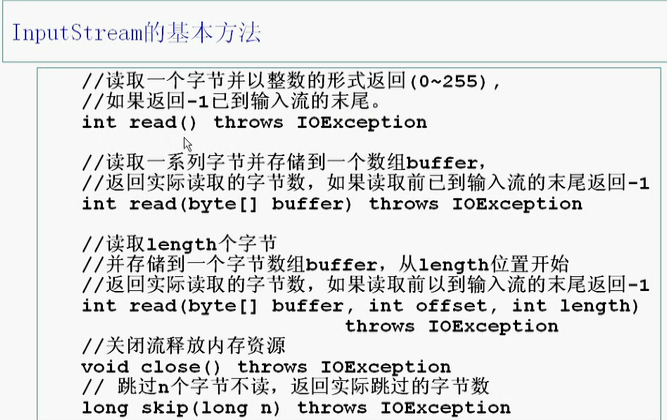 InputStream的基本方法
//读取一个字节并以整数的形式返回(0~255),
//如果返回-1已到输入流的末尾。
int read() throws IOException
//读取一系列字节并存储到一个数组buffer,
//返回实际读取的字节数，如果读取前已到输入流的末尾返回-1
int read(byte[] buffer) throws IOException
//读取length个字节
//并存储到一个字节数组buffer，从length位置开始
//返回实际读取的字节数，如果读取前以到输入流的末尾返回-1
int read(byte[] buffer, int offset, int length)
throws IOException
//关闭流释放内存资源
void close() throws IOException
// 跳过n个字节不读，返回实际跳过的字节数
long skip(long n) throws IOException